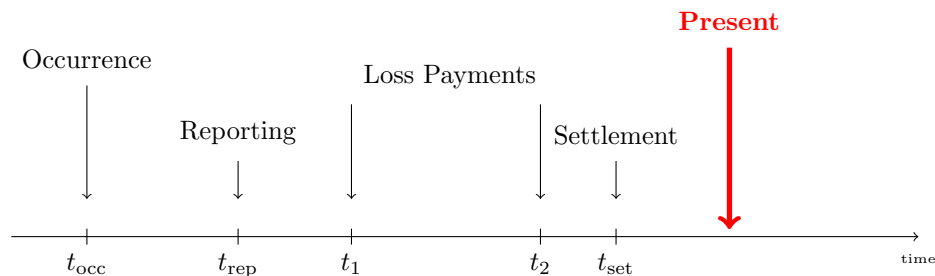 Present
Occurrence
Loss Payments
Reporting
Settlement
t_occ
t_rep
t_1
t_2
t_set
time